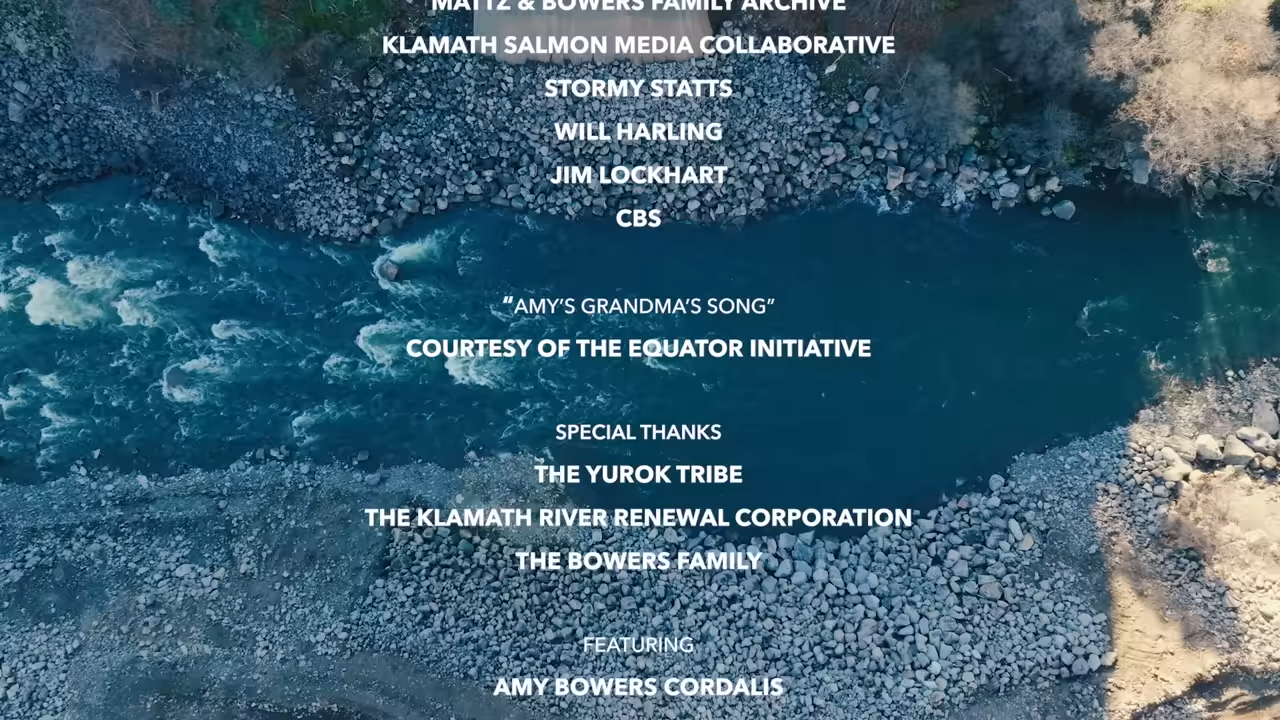 MATTZ & BOWERS FAMILY ARCHIVE
KLAMATH SALMON MEDIA COLLABORATIVE
STORMY STATTS
WILL HARLING
JIM LOCKHART
CBS
“AMY’S GRANDMA’S SONG”
COURTESY OF THE EQUATOR INITIATIVE
SPECIAL THANKS
THE YUROK TRIBE
THE KLAMATH RIVER RENEWAL CORPORATION
THE BOWERS FAMILY
FEATURING
AMY BOWERS CORDALIS